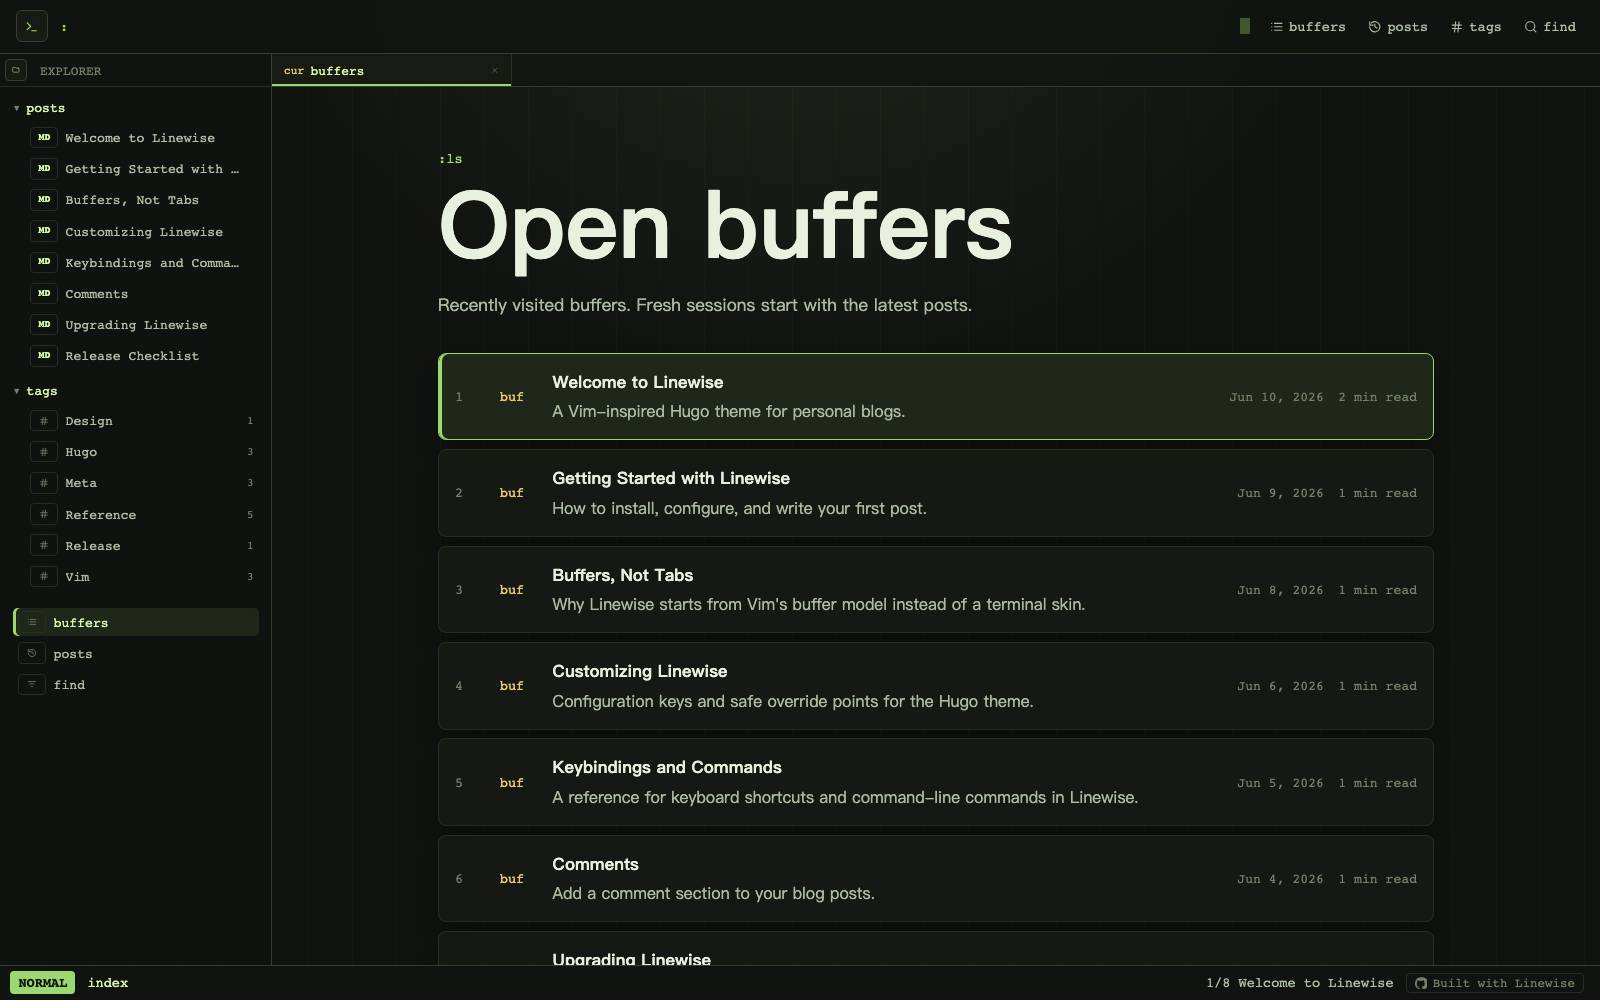 :
buffers
posts
# tags
find
EXPLORER
cur buffers ×
posts
MD Welcome to Linewise
MD Getting Started with …
MD Buffers, Not Tabs
MD Customizing Linewise
MD Keybindings and Comma…
MD Comments
MD Upgrading Linewise
MD Release Checklist
tags
# Design 1
# Hugo 3
# Meta 3
# Reference 5
# Release 1
# Vim 3
buffers
posts
find
:ls
Open buffers
Recently visited buffers. Fresh sessions start with the latest posts.
1 buf Welcome to Linewise
A Vim-inspired Hugo theme for personal blogs.
Jun 10, 2026 2 min read
2 buf Getting Started with Linewise
How to install, configure, and write your first post.
Jun 9, 2026 1 min read
3 buf Buffers, Not Tabs
Why Linewise starts from Vim's buffer model instead of a terminal skin.
Jun 8, 2026 1 min read
4 buf Customizing Linewise
Configuration keys and safe override points for the Hugo theme.
Jun 6, 2026 1 min read
5 buf Keybindings and Commands
A reference for keyboard shortcuts and command-line commands in Linewise.
Jun 5, 2026 1 min read
6 buf Comments
Add a comment section to your blog posts.
Jun 4, 2026 1 min read
Upgrading Linewise
NORMAL index
1/8 Welcome to Linewise
Built with Linewise